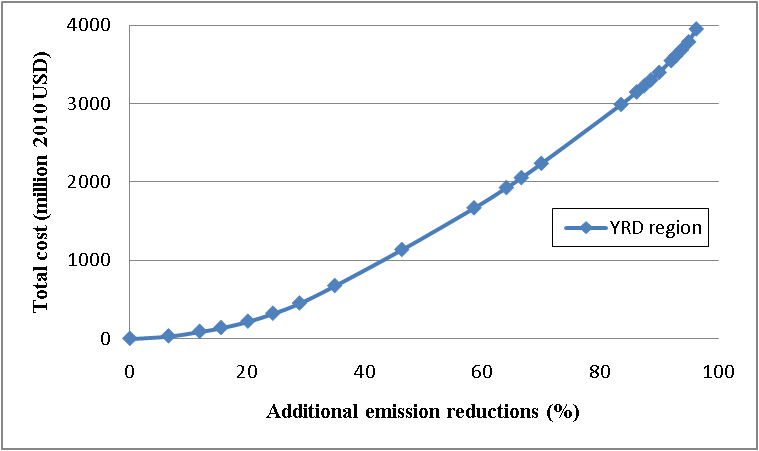 Total cost (million 2010 USD)
4000
3000
2000
1000
0
0 20 40 60 80 100
YRD region
Additional emission reductions (%)